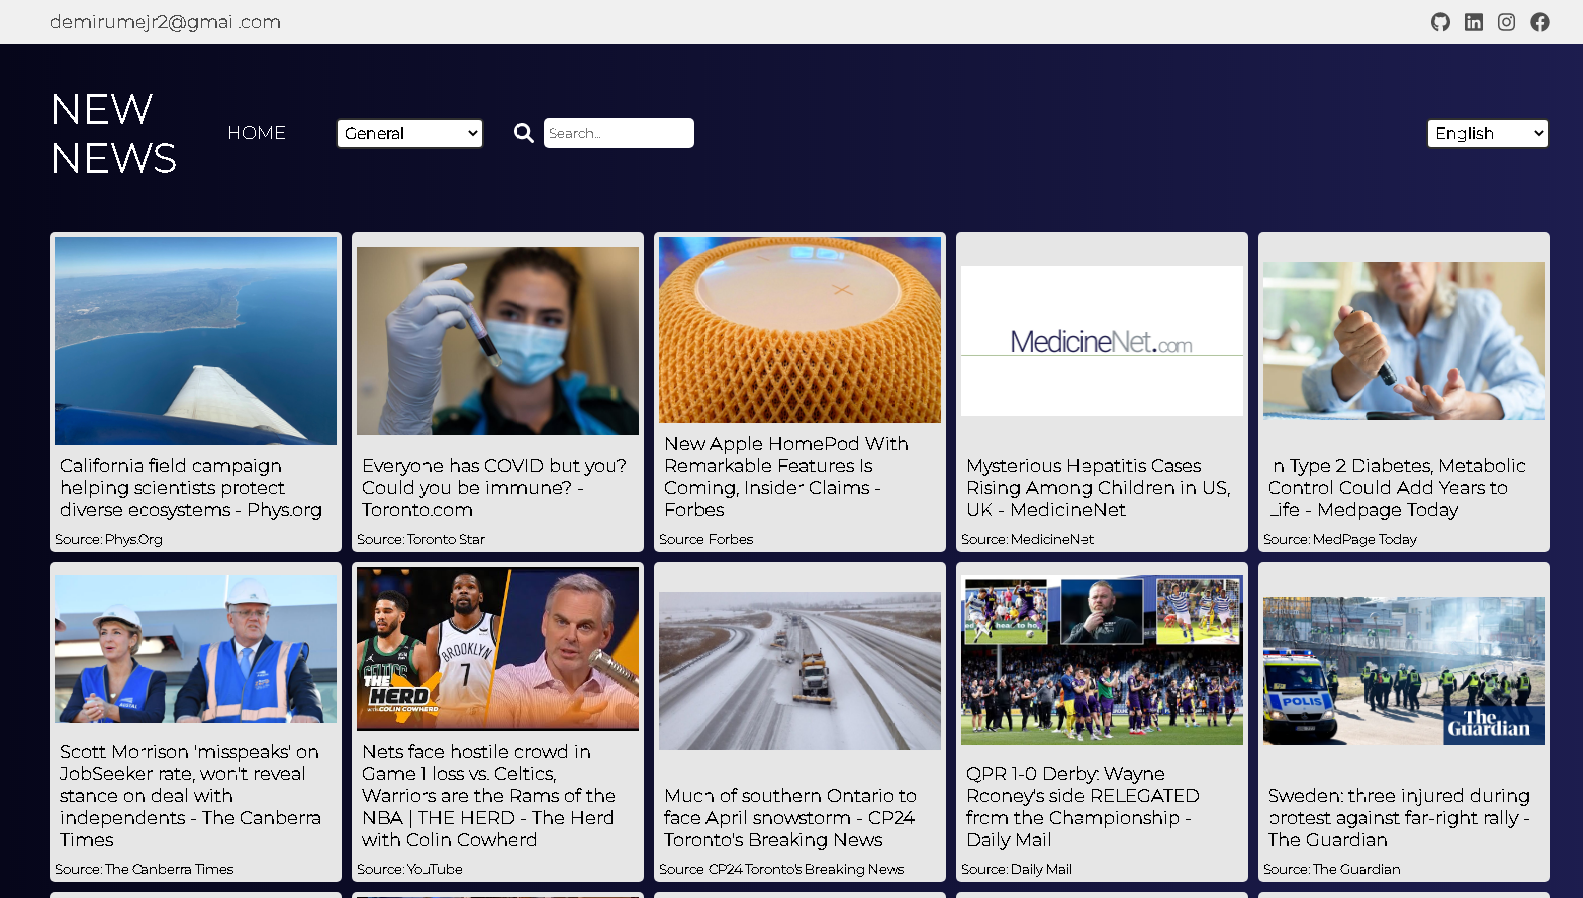 demirumejr2@gmai .com
NEW
NEWS
HOME
General
Search...
English
MedicineNet.com
California field campaign
helping scientists protect
diverse ecosystems - Phys.org
Source: Phys.Org
Everyone has COVID but you?
Could you be immune? -
Toronto.com
Source: Toronto Star
New Apple HomePod With
Remarkable Features Is
Coming, Insider Claims -
Forbes
Source Forbes
Mysterious Hepatitis Cases
Rising Among Children in US,
UK - MedicineNet
Source: MedicineNet
In Type 2 Diabetes, Metabolic
Control Could Add Years to
Life - Medpage Today
Source: MedPage Today
CELTICS
BROOKLYN
7
THE
HERD
with COLIN COWHERD
POLIS
The
Guardian
Scott Morrison 'misspeaks' on
JobSeeker rate, won't reveal
stance on deal with
independents - The Canberra
Times
Source: The Canberra Times
Nets face hostile crowd in
Game 1 loss vs. Celtics,
Warriors are the Rams of the
NBA | THE HERD - The Herd
with Colin Cowherd
Source: YouTube
Much of southern Ontario to
face April snowstorm - CP24
Toronto's Breaking News
Source CP24 Toronto's Breaking News
QPR 1-0 Derby: Wayne
Rooney's side RELEGATED
from the Championship -
Daily Mail
Source: Daily Mail
Sweden: three injured during
protest against far-right rally -
The Guardian
Source: The Guardian